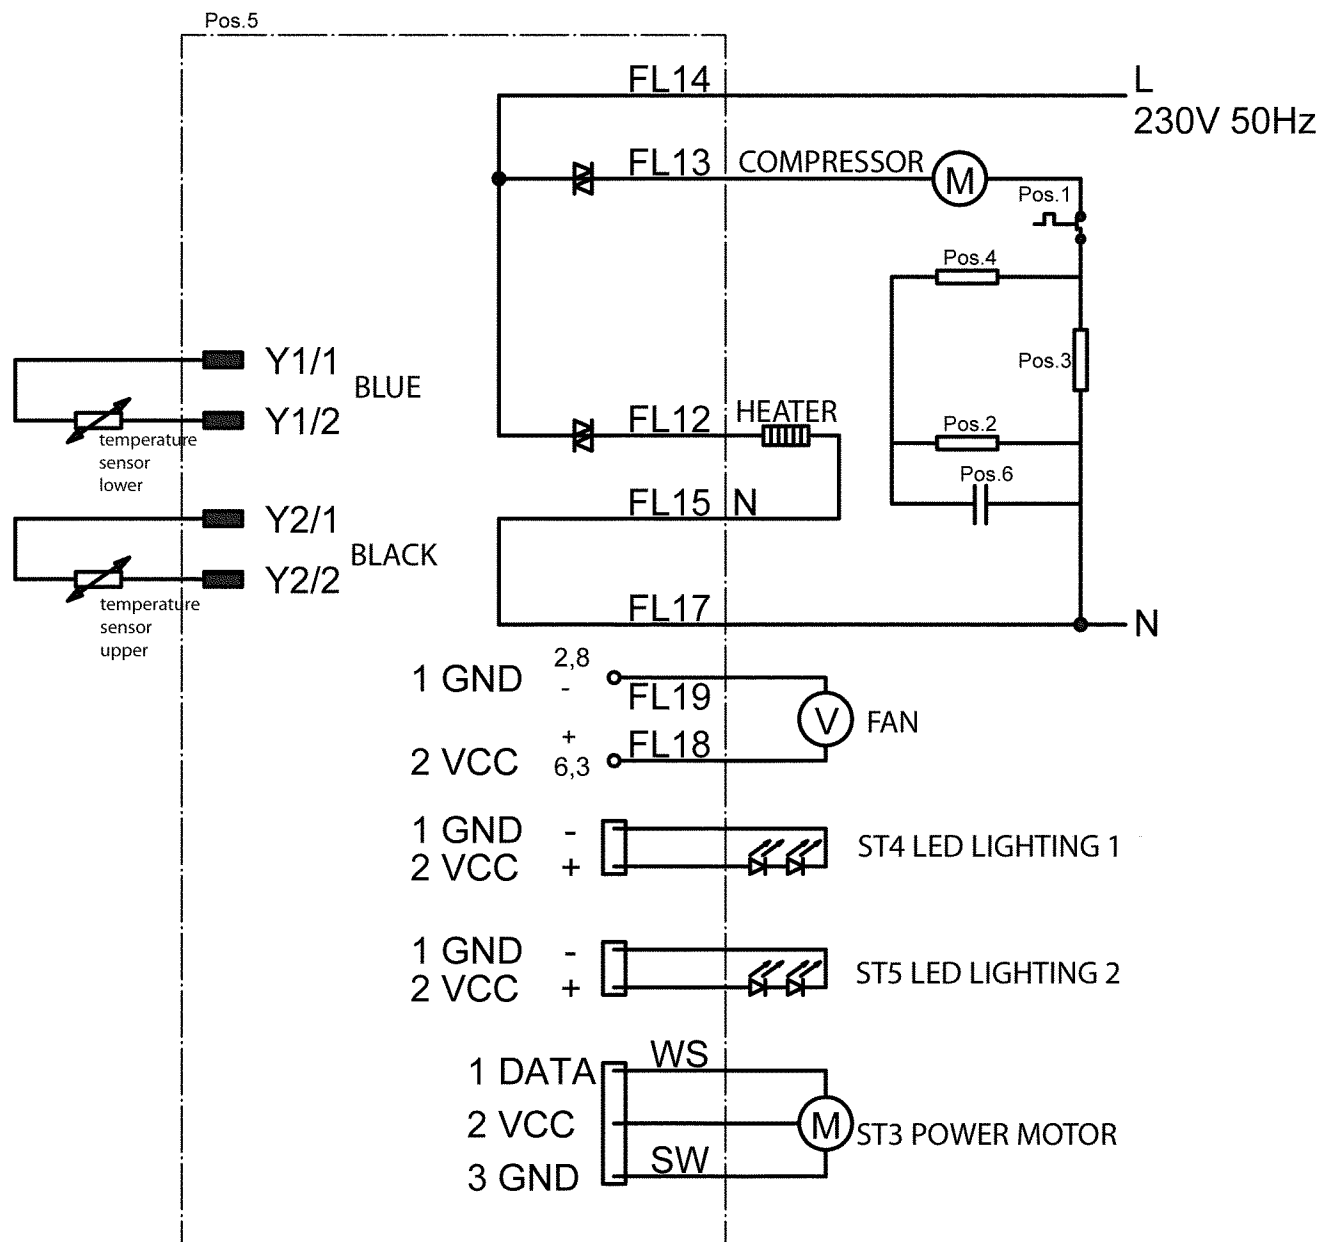 Pos.5
FL14
L
230V 50Hz
FL13
COMPRESSOR
M
Pos.1
Pos.4
Pos.3
Y1/1
BLUE
Y1/2
temperature
sensor
lower
FL12
HEATER
Pos.2
Pos.6
FL15
N
Y2/1
BLACK
Y2/2
temperature
sensor
upper
FL17
N
1 GND
2,8
-
FL19
V
FAN
+
FL18
2 VCC
6,3
1 GND -
2 VCC +
ST4 LED LIGHTING 1
1 GND -
2 VCC +
ST5 LED LIGHTING 2
1 DATA
WS
2 VCC
M
ST3 POWER MOTOR
3 GND
SW